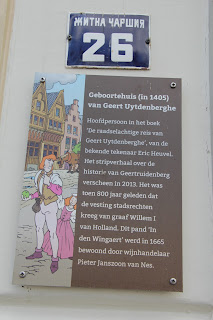 ЖИТНА ЧАРШИЯ
26
Geboortehuis (in 1405)
van Geert Uytdenberghe
Hoofdpersoon in het boek
'De raadselachtige reis van
Geert Uytdenberghe', van de
bekende tekenaar Eric Heuvel.
Het stripverhaal over de
historie van Geertruidenberg
verscheen in 2013. Het was
toen 800 jaar geleden dat
de vesting stadsrechten
kreeg van graaf Willem I
van Holland. Dit pand 'In
den Wingaert' werd in 1665
bewoond door wijnhandelaar
Pieter Janszoon van Nes.